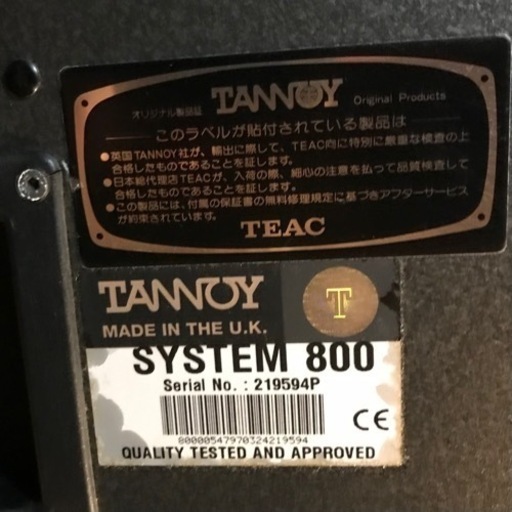 オリジナル製品証 TANNOY Original Products
このラベルが貼付されている製品は
●英国TANNOY社が、輸出に際して、TEAC向に特別に厳重な検査の上
合格したものであることを証します。
●日本総代理店TEACが、入荷の際、細心の注意を払って品質検査して
合格したものであることを証します。
●この製品には、付属の保証書の無料修理規定に基づきアフターサービス
が約束されています。
TEAC
TANNOY T
MADE IN THE U.K.
SYSTEM 800
Serial No. : 219594P
CE
80000547970324219594
QUALITY TESTED AND APPROVED